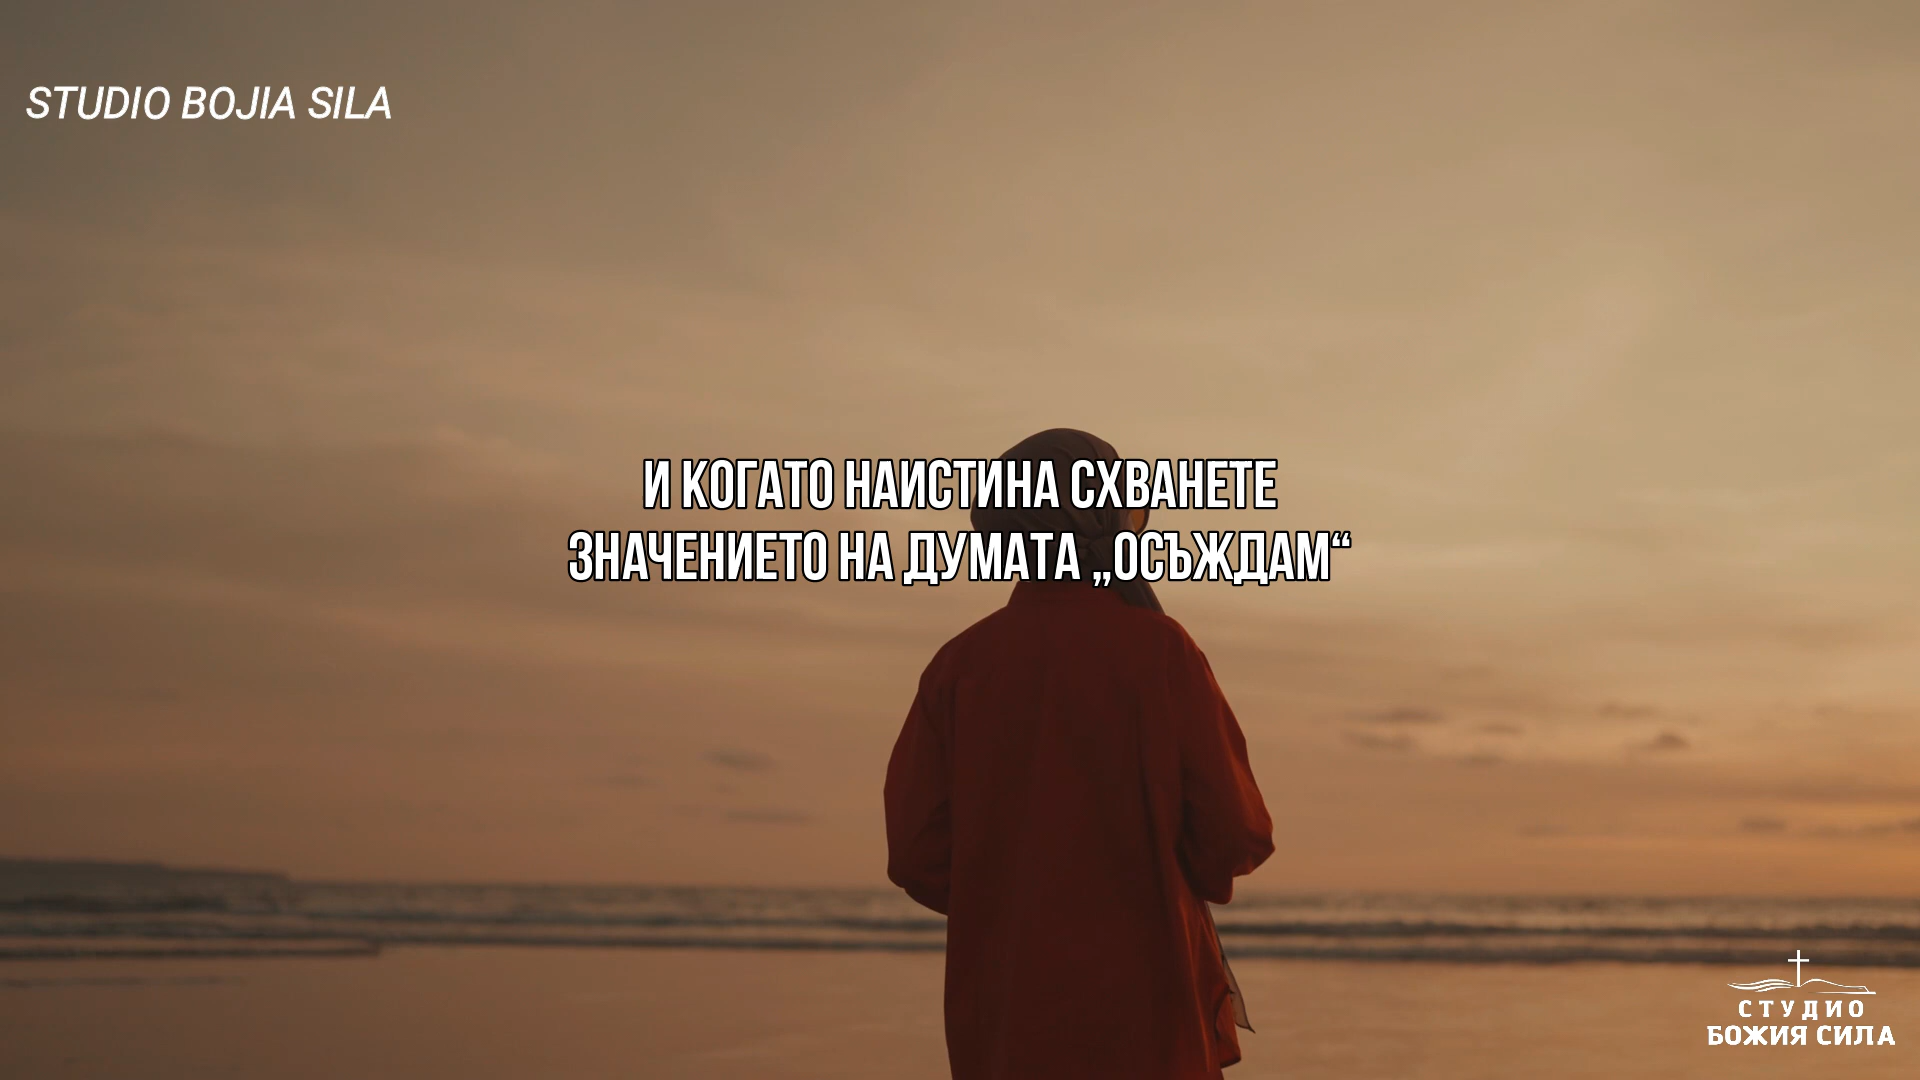 STUDIO BOJIA SILA
И КОГАТО НАИСТИНА СХВАНЕТЕ
ЗНАЧЕНИЕТО НА ДУМАТА „ОСЪЖДАМ“
СТУДИО
БОЖИЯ СИЛА